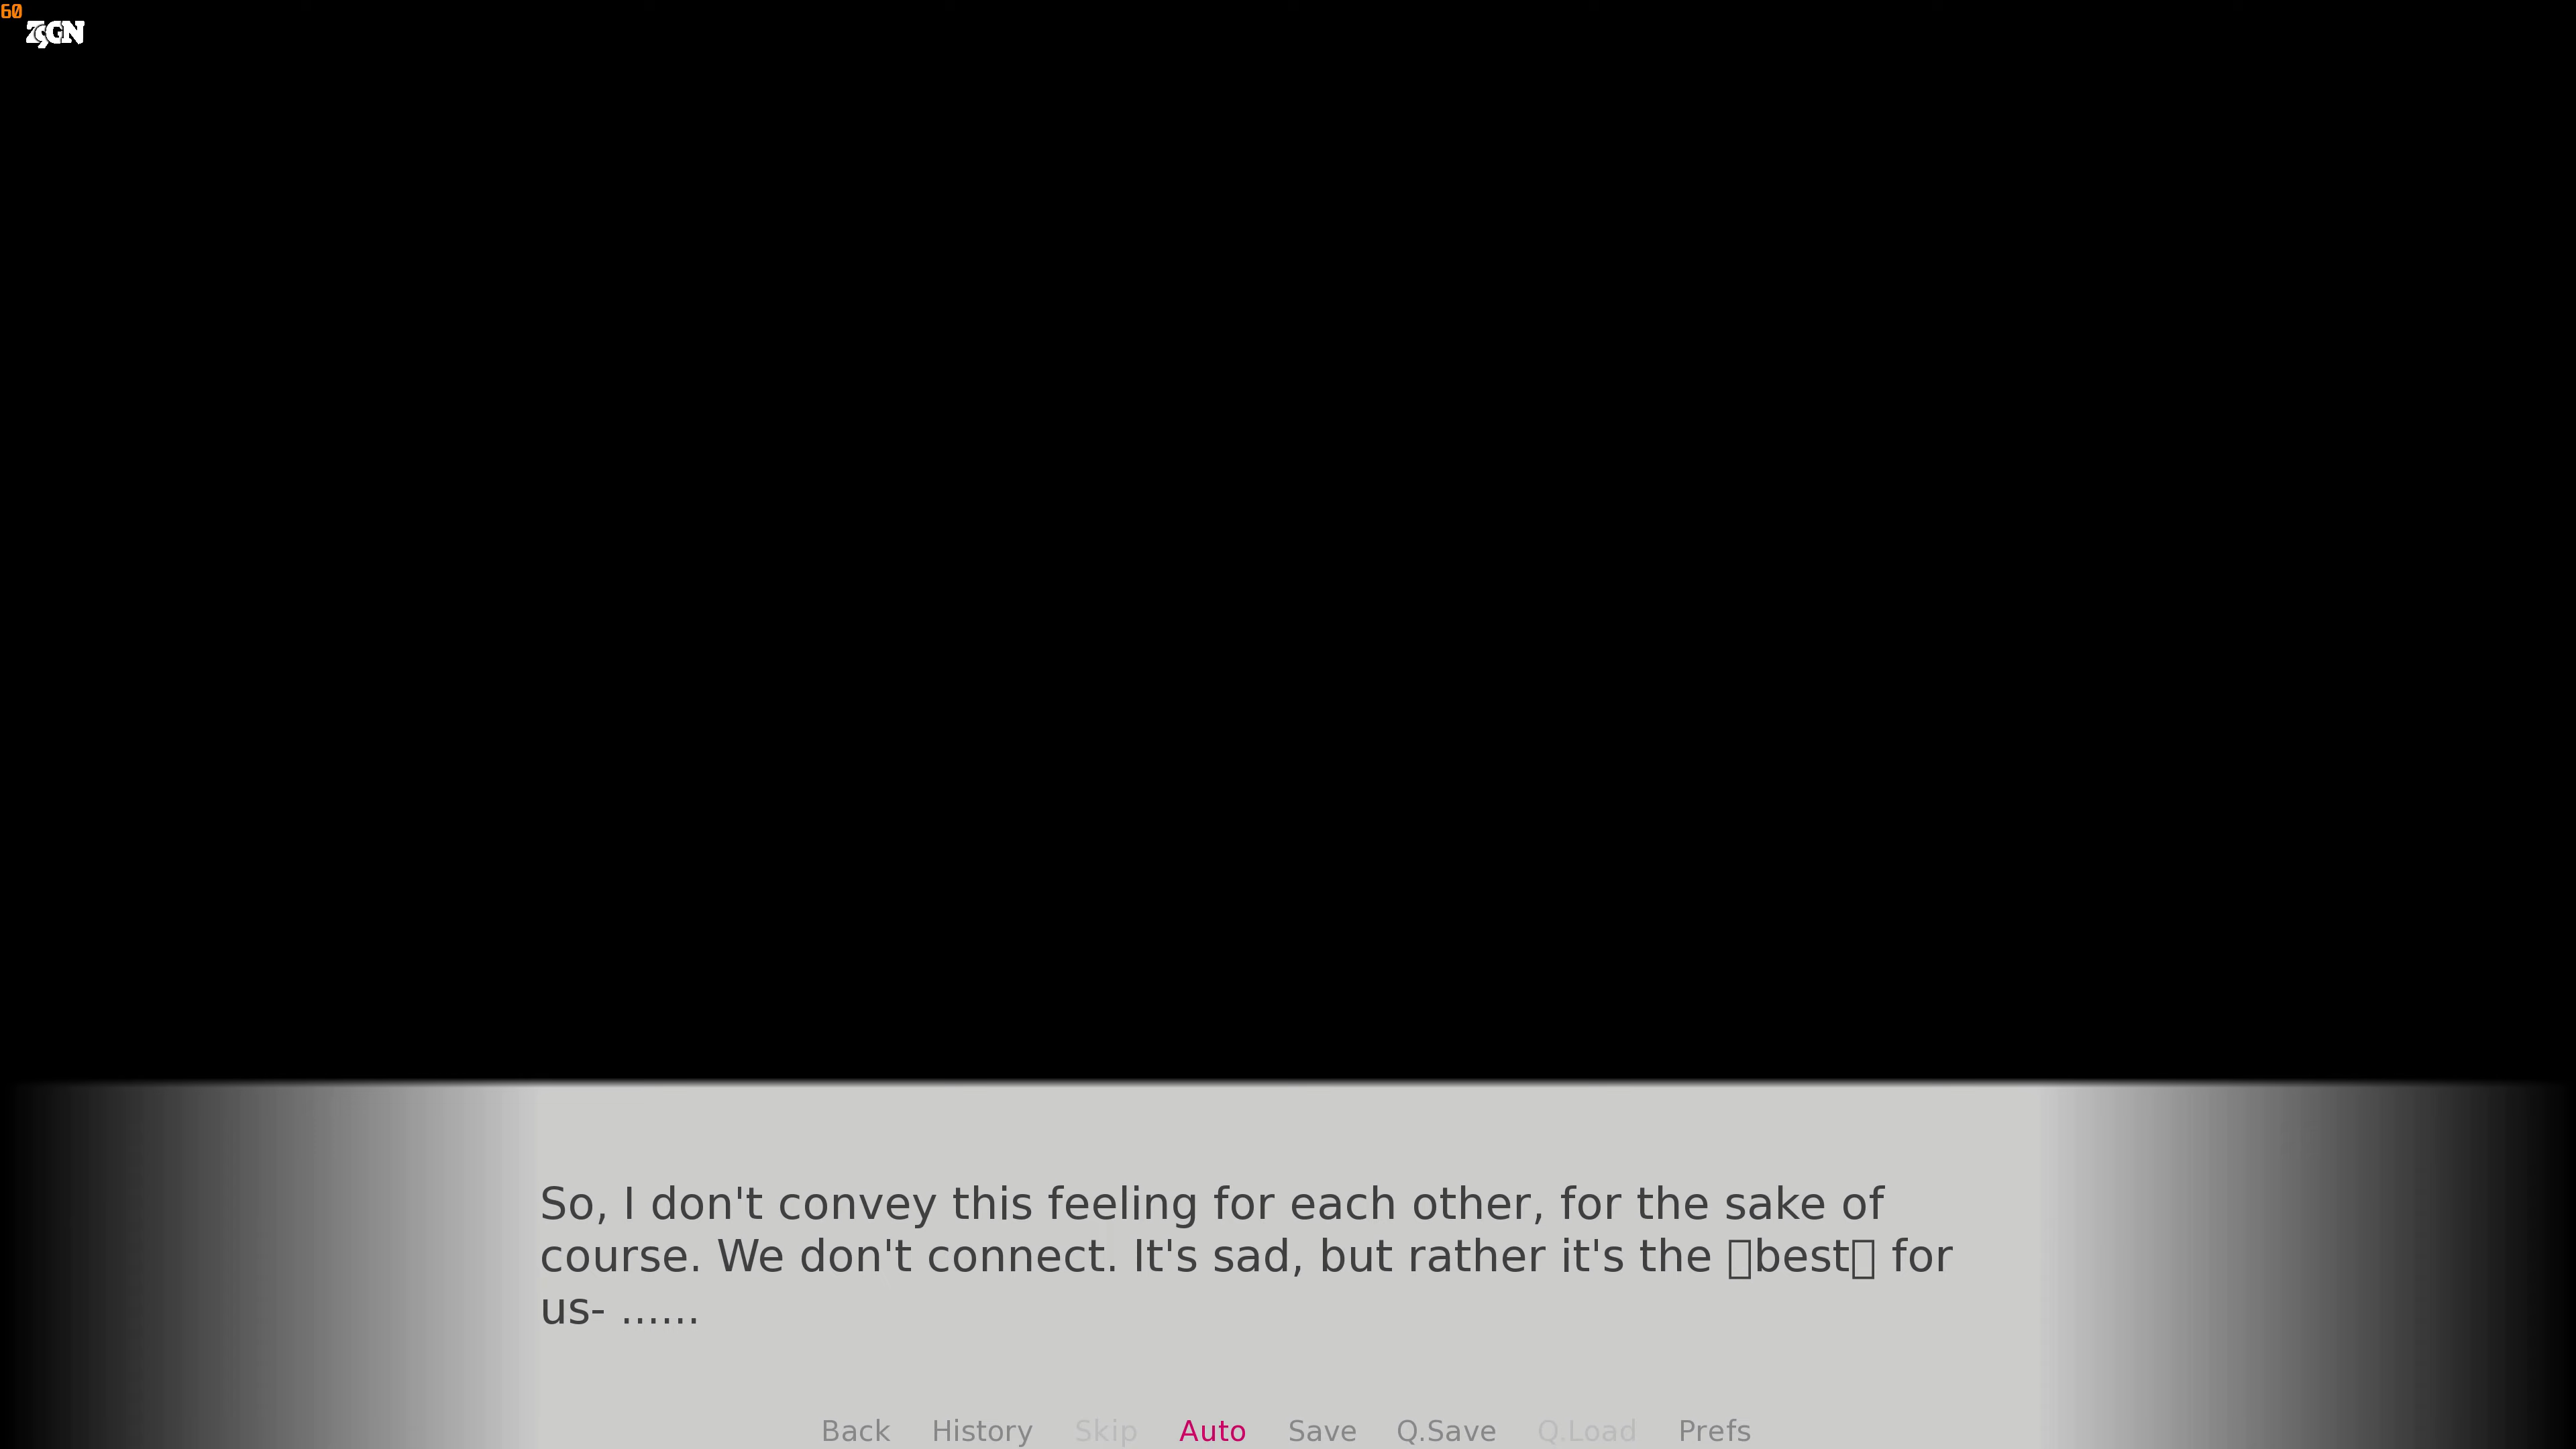 60
ZGN
So, I don't convey this feeling for each other, for the sake of
course. We don't connect. It's sad, but rather it's the □best□ for
us- ......
Back History Skip Auto Save Q.Save Q.Load Prefs